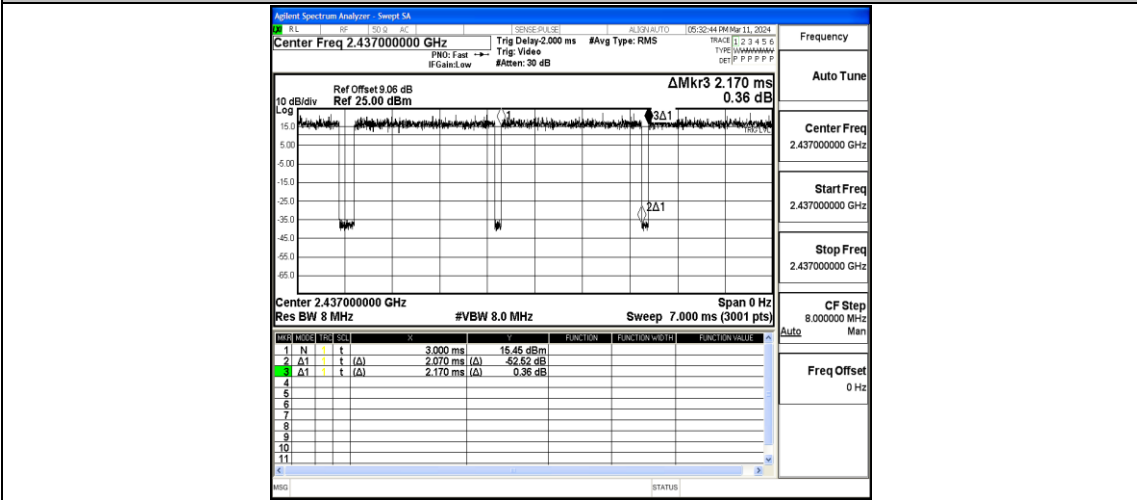 Agilent Spectrum Analyzer - Swept SA
RL RF 50 Ω AC SENSE:PULSE ALIGN AUTO 05:32:44 PM Mar 11, 2024
Center Freq 2.437000000 GHz Trig Delay-2.000 ms #Avg Type: RMS TRACE 1 2 3 4 5 6
PNO: Fast Trig: Video TYPE WWWWWW
IFGain:Low #Atten: 30 dB DET P P P P P P
Frequency
Auto Tune
ΔMkr3 2.170 ms
0.36 dB
Ref Offset 9.06 dB
10 dB/div Ref 25.00 dBm
Log
15.0
5.00
-5.00
-15.0
-25.0
-35.0
-45.0
-55.0
-65.0
1
3Δ1
TRIG LVL
2Δ1
Center Freq
2.437000000 GHz
Start Freq
2.437000000 GHz
Stop Freq
2.437000000 GHz
Center 2.437000000 GHz Span 0 Hz
Res BW 8 MHz #VBW 8.0 MHz Sweep 7.000 ms (3001 pts)
CF Step
8.000000 MHz
Auto Man
MKR MODE TRC SCL X Y FUNCTION FUNCTION WIDTH FUNCTION VALUE
1 N 1 t 3.000 ms 15.45 dBm
2 Δ1 1 t (Δ) 2.070 ms (Δ) -52.52 dB
3 Δ1 1 t (Δ) 2.170 ms (Δ) 0.36 dB
4
5
6
7
8
9
10
11
Freq Offset
0 Hz
MSG STATUS